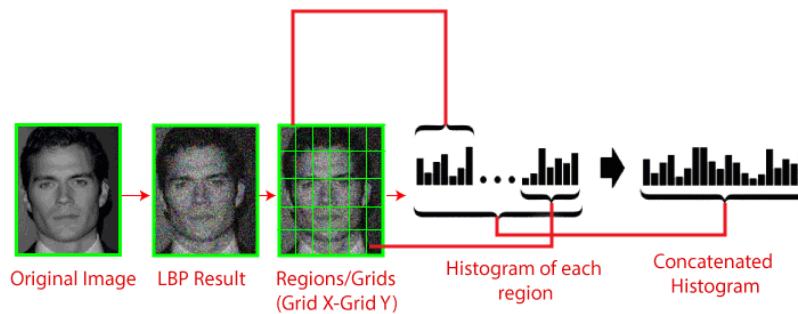 Original Image
LBP Result
Regions/Grids
(Grid X-Grid Y)
Histogram of each
region
Concatenated
Histogram